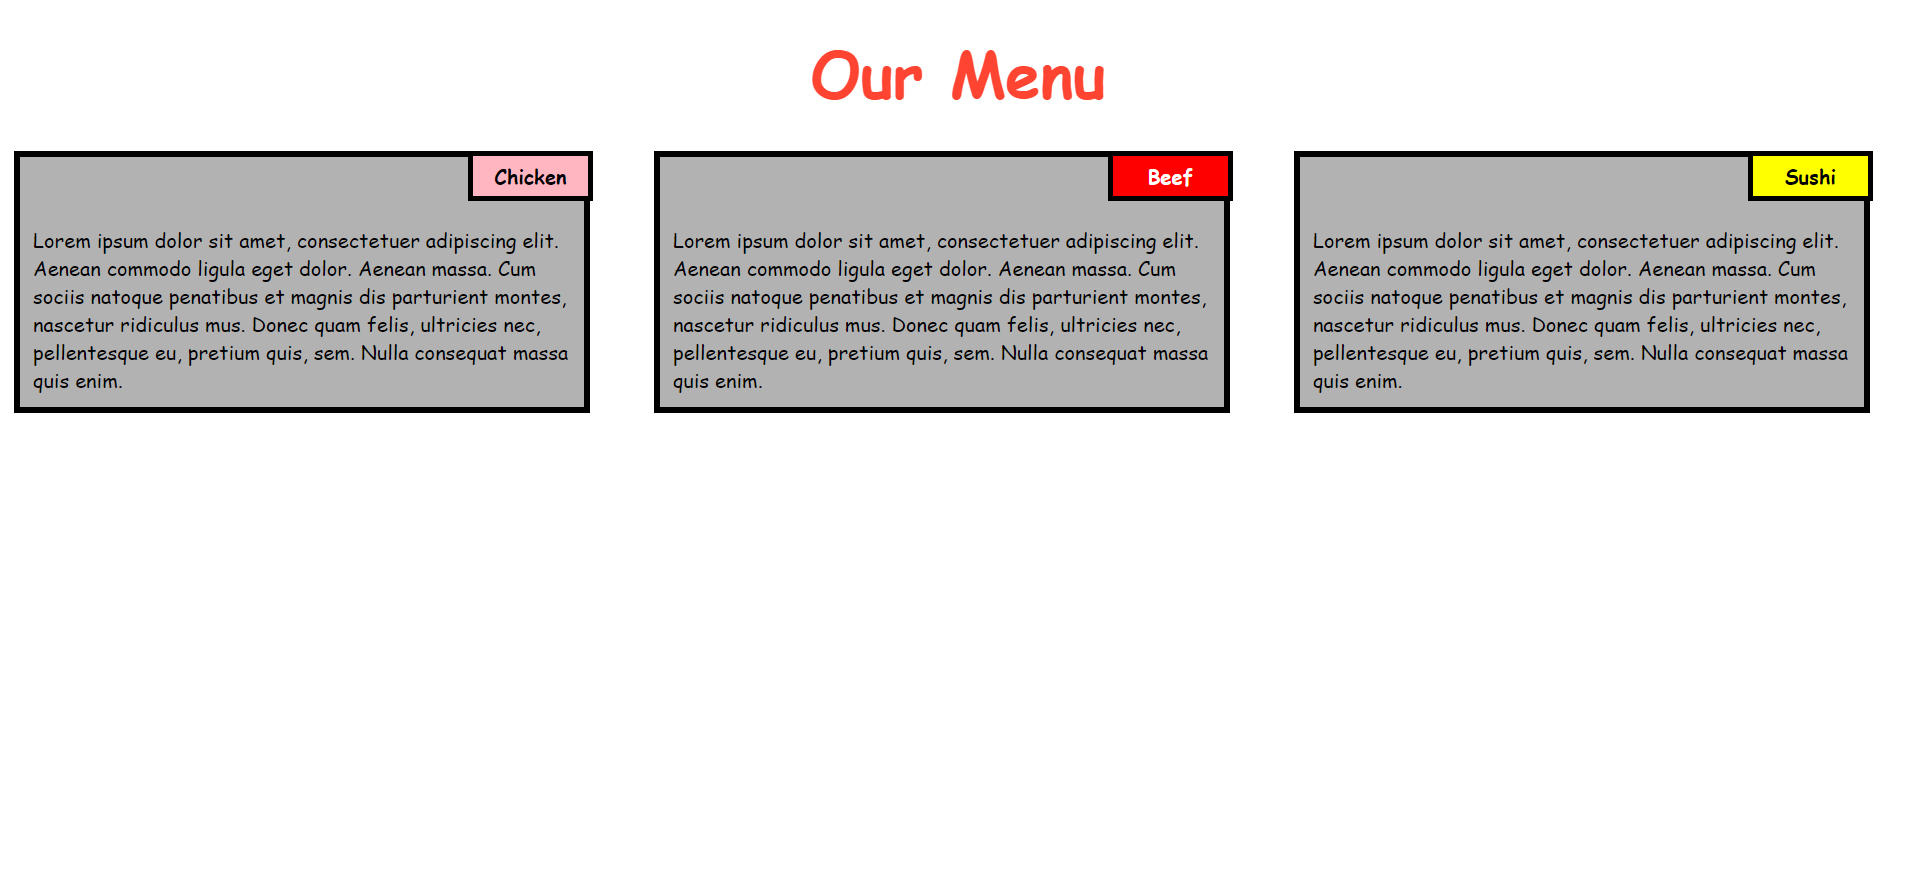 Our Menu
Chicken
Lorem ipsum dolor sit amet, consectetuer adipiscing elit.
Aenean commodo ligula eget dolor. Aenean massa. Cum
sociis natoque penatibus et magnis dis parturient montes,
nascetur ridiculus mus. Donec quam felis, ultricies nec,
pellentesque eu, pretium quis, sem. Nulla consequat massa
quis enim.
Beef
Lorem ipsum dolor sit amet, consectetuer adipiscing elit.
Aenean commodo ligula eget dolor. Aenean massa. Cum
sociis natoque penatibus et magnis dis parturient montes,
nascetur ridiculus mus. Donec quam felis, ultricies nec,
pellentesque eu, pretium quis, sem. Nulla consequat massa
quis enim.
Sushi
Lorem ipsum dolor sit amet, consectetuer adipiscing elit.
Aenean commodo ligula eget dolor. Aenean massa. Cum
sociis natoque penatibus et magnis dis parturient montes,
nascetur ridiculus mus. Donec quam felis, ultricies nec,
pellentesque eu, pretium quis, sem. Nulla consequat massa
quis enim.